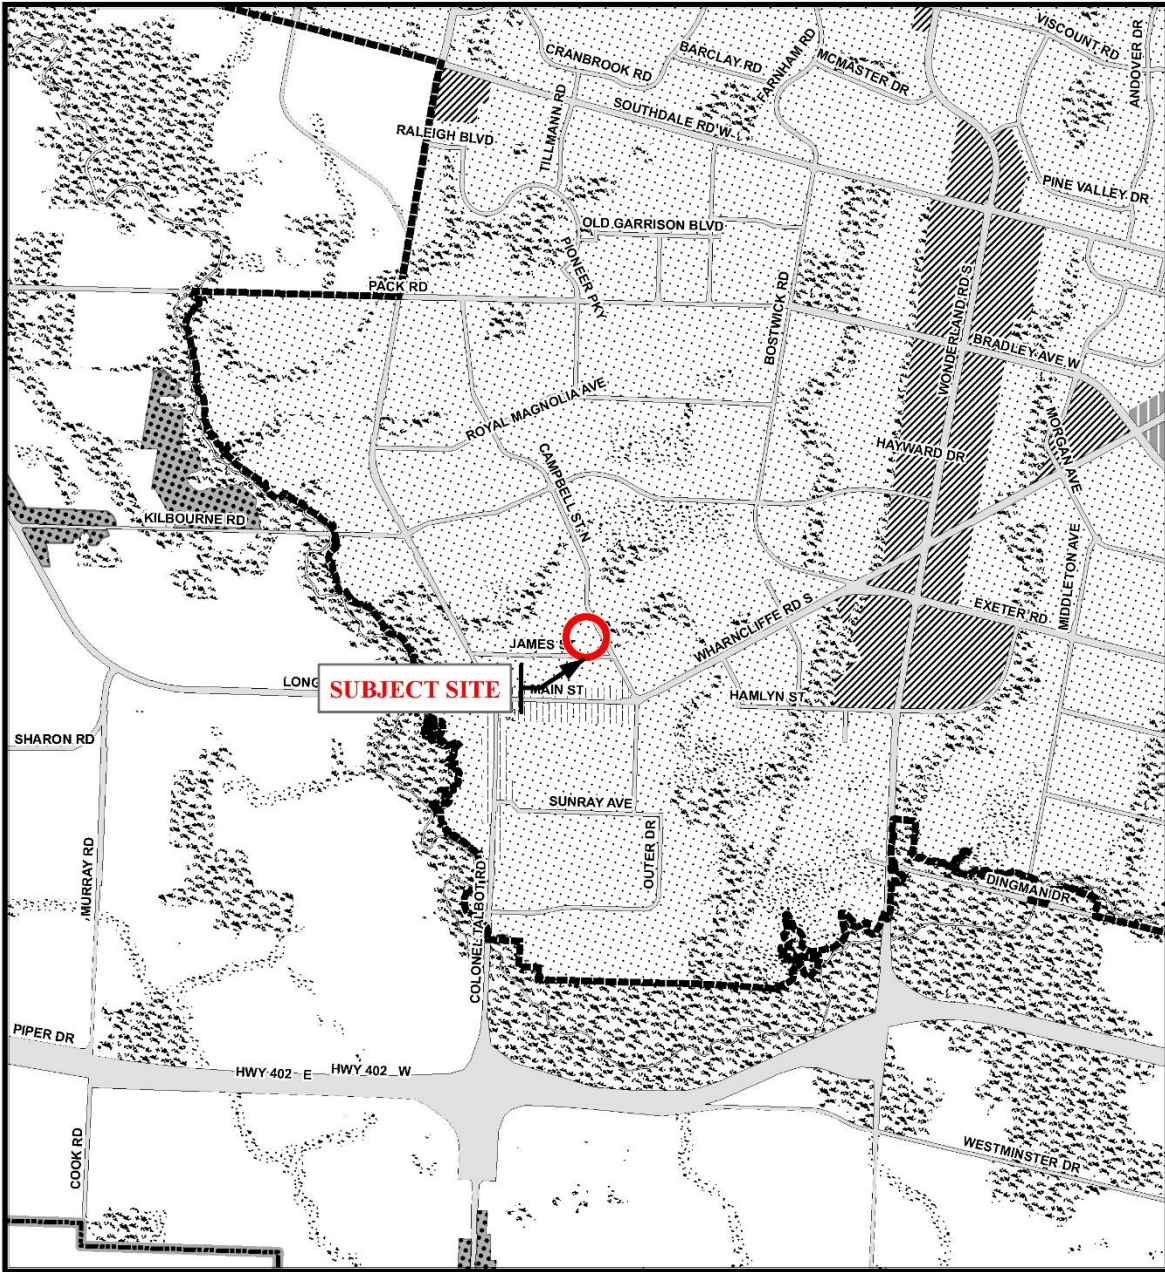 VISCOUNT RD
ANDOVER DR
CRANBROOK RD
BARCLAY RD
FARNHAM RD
MCMASTER DR
SOUTHDALE RD W
TILLMANN RD
RALEIGH BLVD
PINE VALLEY DR
OLD GARRISON BLVD
PIONEER PKY
PACK RD
BOSTWICK RD
WONDERLAND RD S
BRADLEY AVE W
ROYAL MAGNOLIA AVE
MORGAN AVE
CAMPBELL ST N
HAYWARD DR
KILBOURNE RD
MIDDLETON AVE
EXETER RD
WHARNCLIFFE RD S
JAMES S
LONG
SUBJECT SITE
MAIN ST
HAMLYN ST
SHARON RD
SUNRAY AVE
OUTER DR
MURRAY RD
COLONEL TALBOT RD
DINGMAN DR
PIPER DR
HWY 402 E
HWY 402 W
COOK RD
WESTMINSTER DR